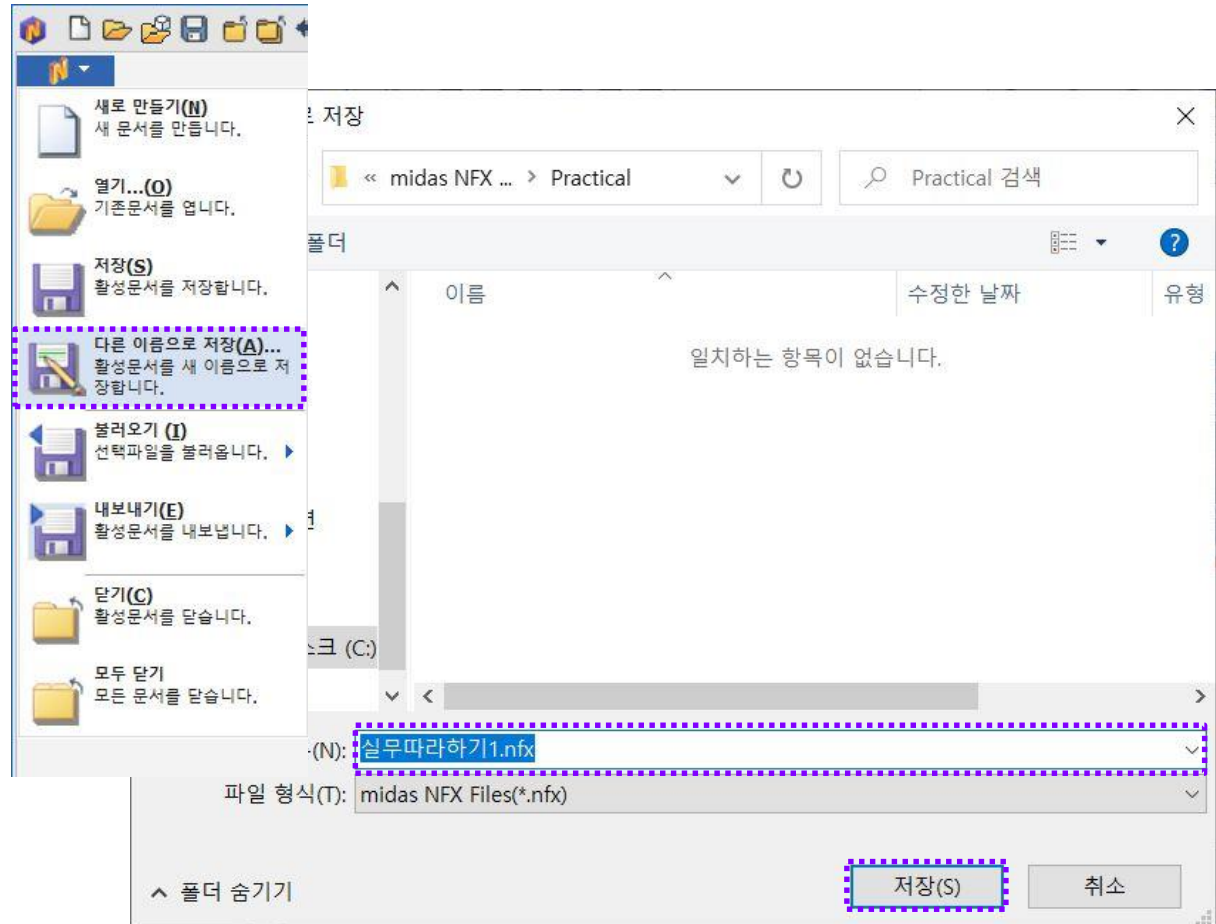 새로 만들기(N)
새 문서를 만듭니다.
열기...(O)
기존문서를 엽니다.
저장(S)
활성문서를 저장합니다.
다른 이름으로 저장(A)...
활성문서를 새 이름으로 저
장합니다.
불러오기 (I)
선택파일을 불러옵니다.
내보내기(E)
활성문서를 내보냅니다.
닫기(C)
활성문서를 닫습니다.
모두 닫기
모든 문서를 닫습니다.
저장
« midas NFX ... > Practical
Practical 검색
폴더
이름 수정한 날짜 유형
일치하는 항목이 없습니다.
(C:)
(N): 실무따라하기1.nfx
파일 형식(T): midas NFX Files(*.nfx)
폴더 숨기기
저장(S) 취소